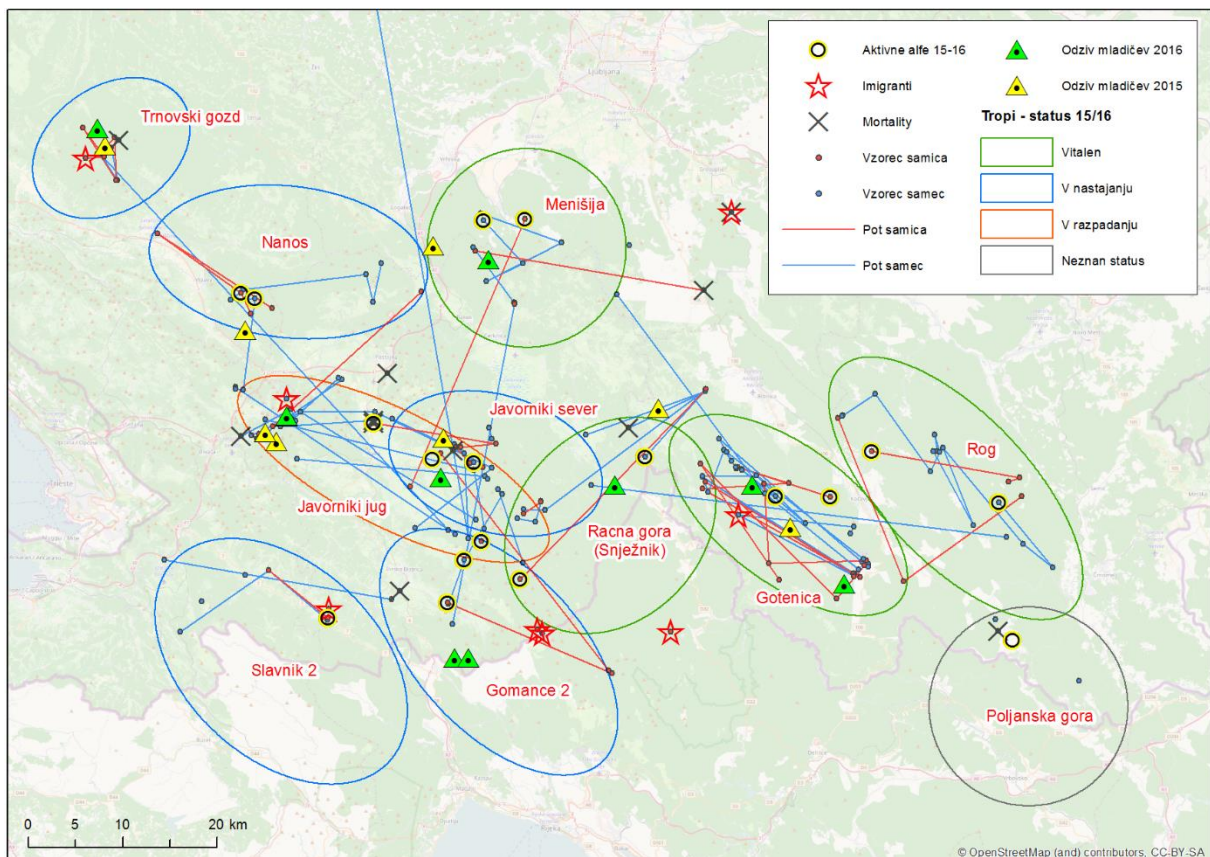 Aktivne alfe 15-16
Odziv mladičev 2016
Imigranti
Odziv mladičev 2015
Mortality
Tropi - status 15/16
Vzorec samica
Vitalen
Vzorec samec
V nastajanju
Pot samica
V razpadanju
Pot samec
Neznan status
Ljubljana
Trnovski gozd
Menišija
Nanos
Javorniki sever
Rog
Javorniki jug
Racna gora
(Snježnik)
Gotenica
Slavnik 2
Gomance 2
Poljanska gora
Rijeka
0 5 10 20 km
© OpenStreetMap (and) contributors, CC-BY-SA